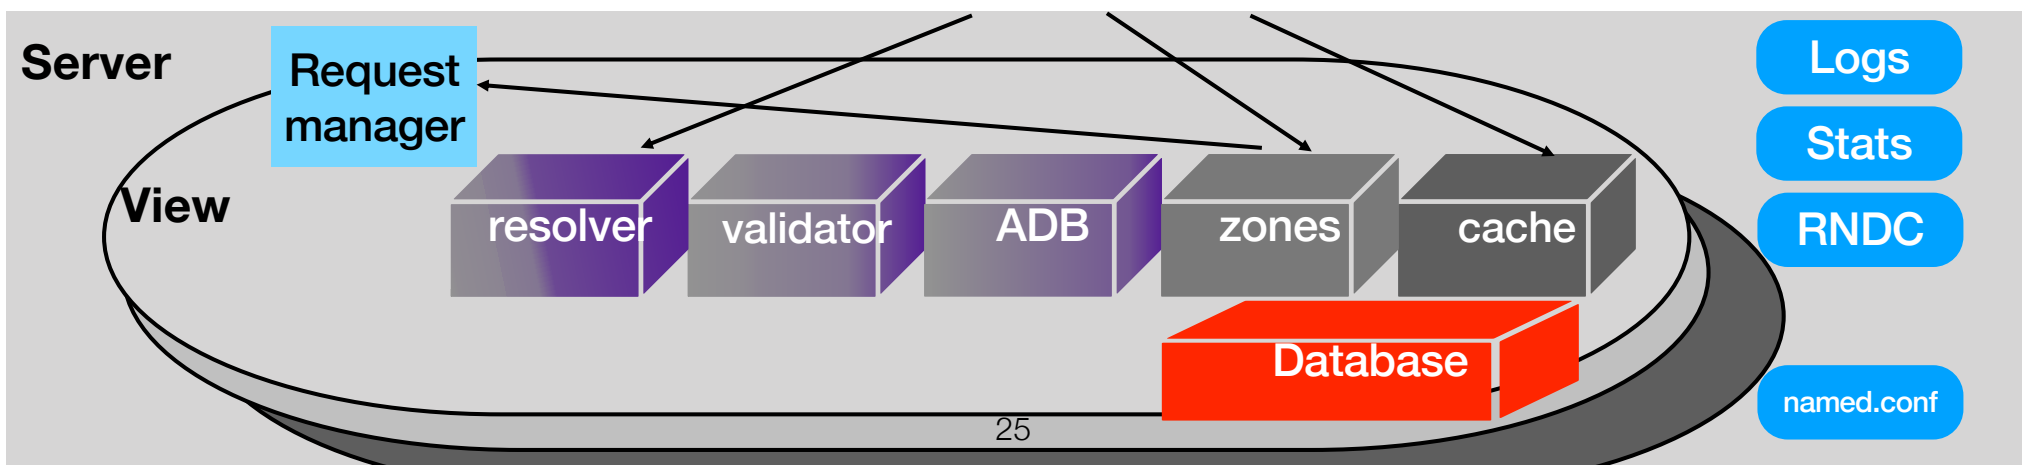 Server
Request
manager
View
resolver
validator
ADB
zones
cache
Database
25
Logs
Stats
RNDC
named.conf